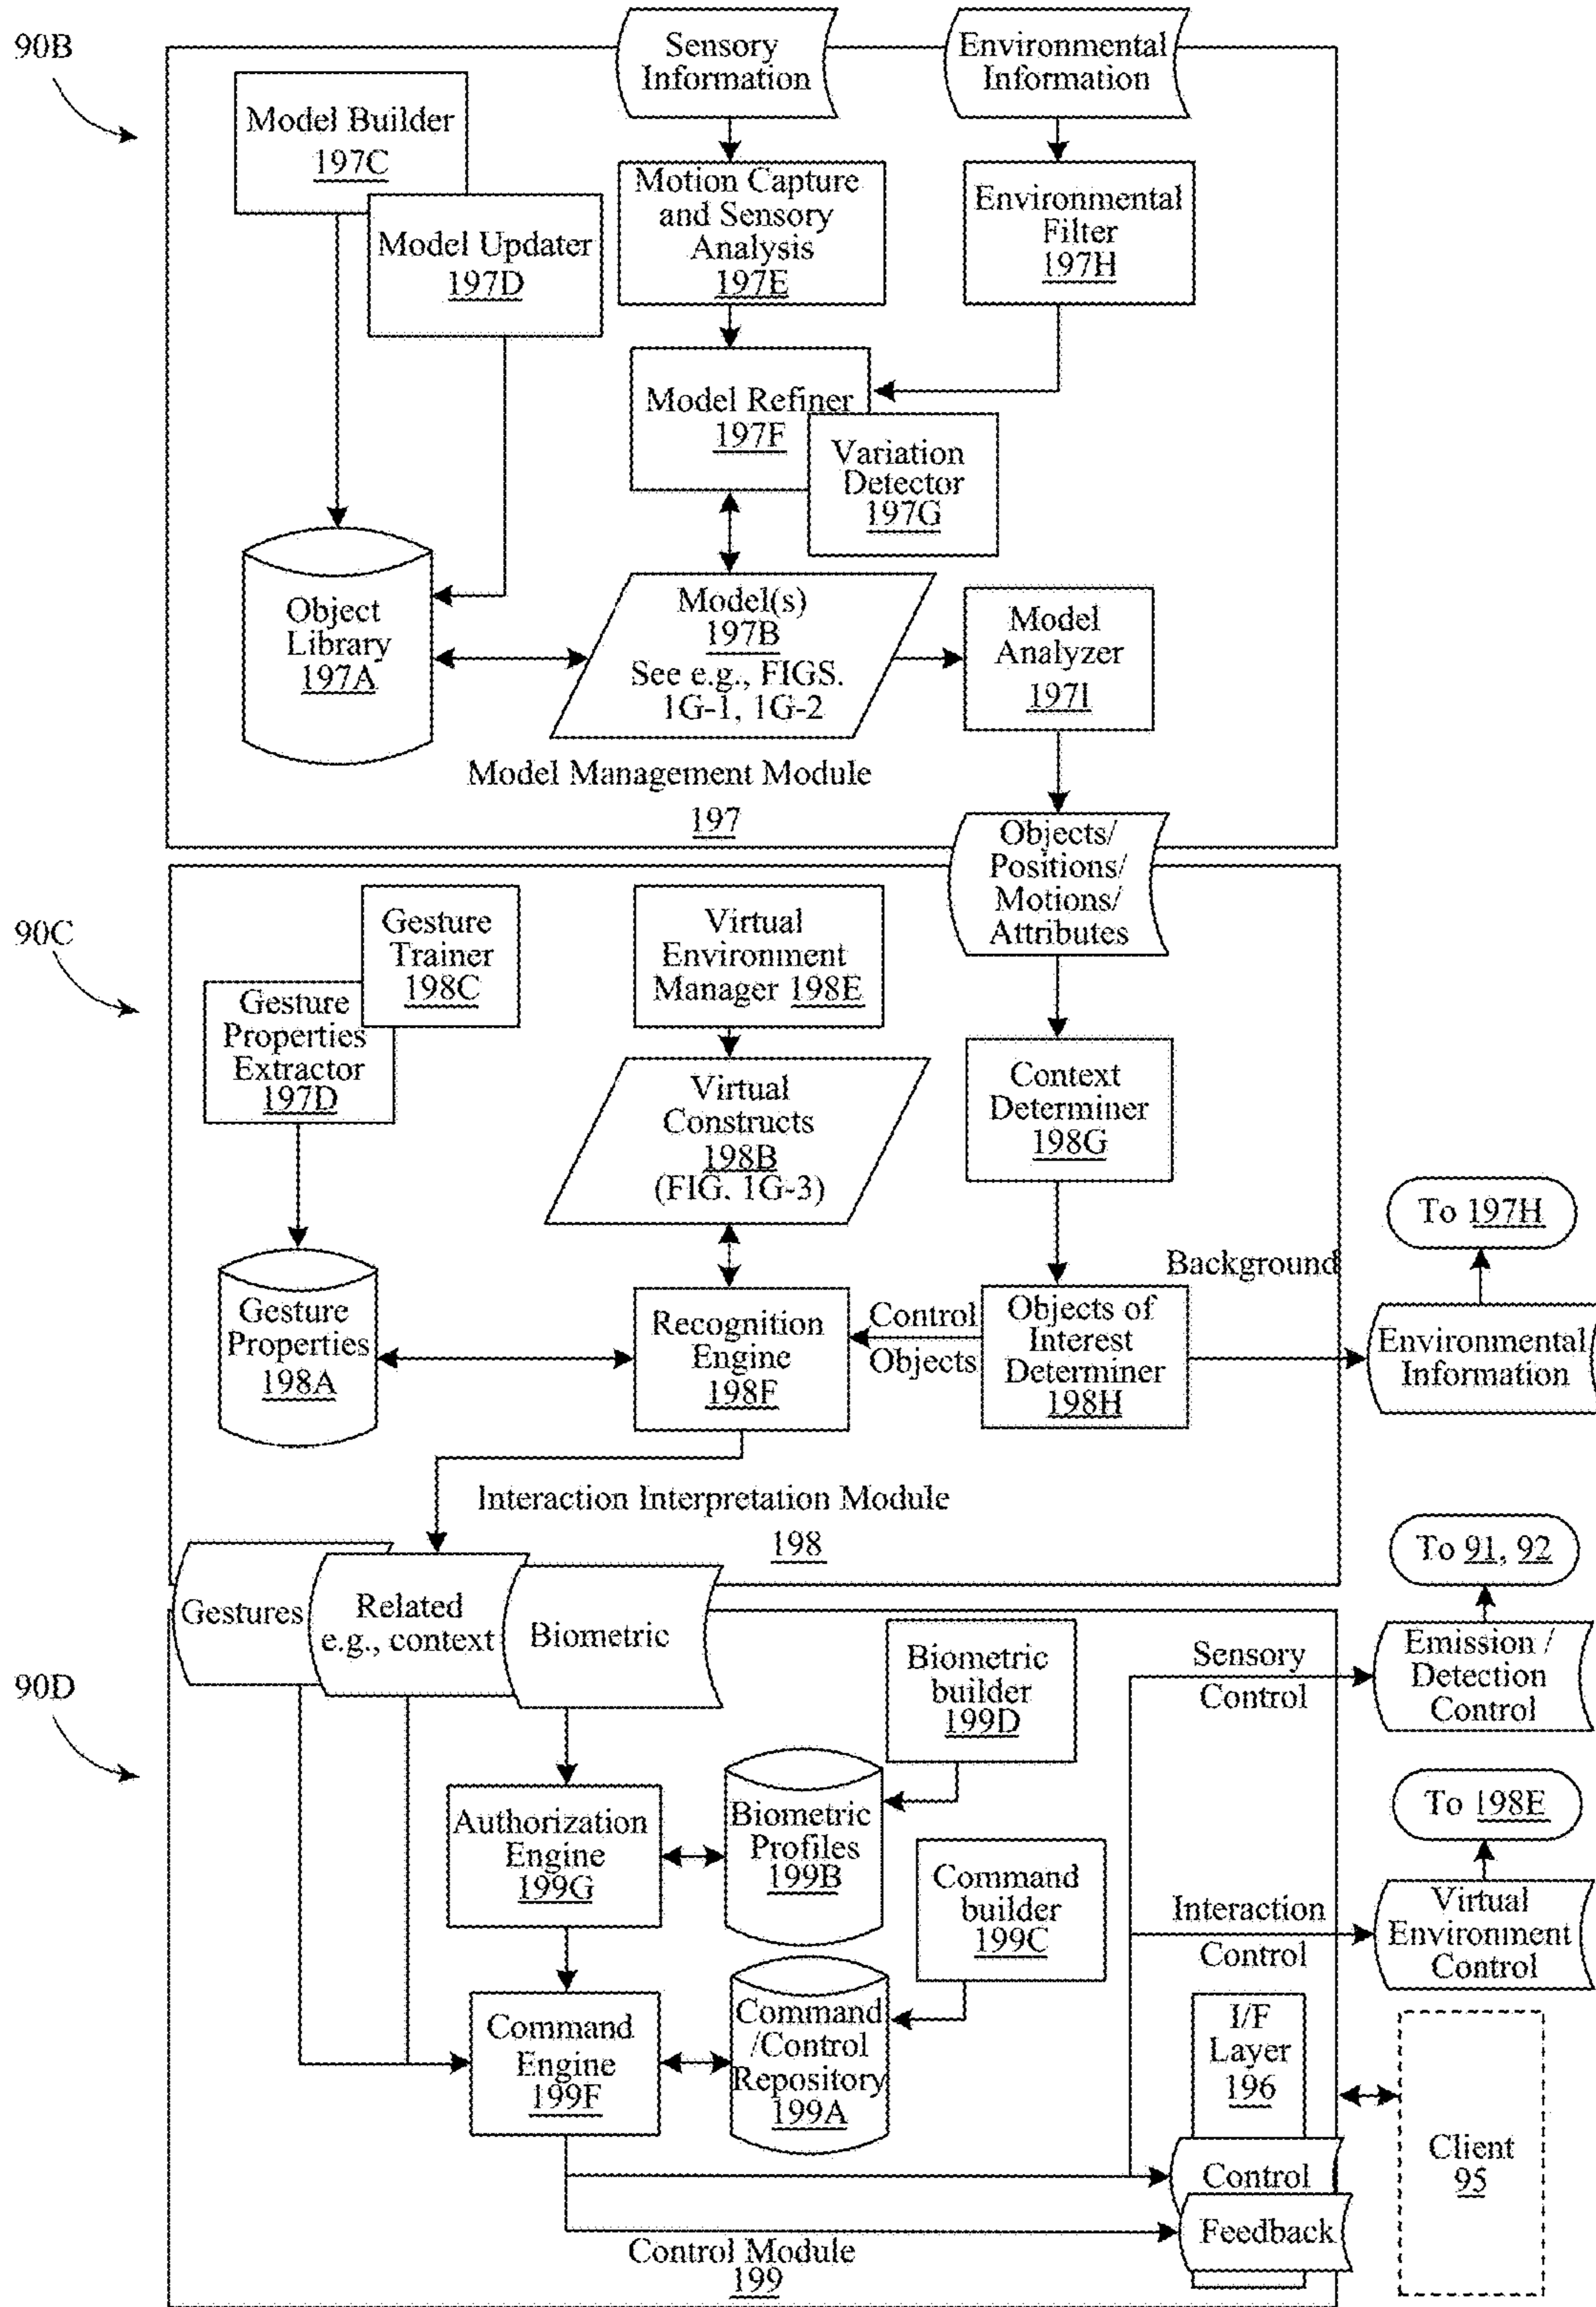 90B
Sensory
Information
Environmental
Information
Model Builder
197C
Model Updater
197D
Motion Capture
and Sensory
Analysis
197E
Environmental
Filter
197H
Model Refiner
197F
Variation
Detector
197G
Object
Library
197A
Model(s)
197B
See e.g., FIGS.
1G-1, 1G-2
Model
Analyzer
197I
Model Management Module
197
Objects/
Positions/
Motions/
Attributes
90C
Gesture
Trainer
198C
Gesture
Properties
Extractor
197D
Virtual
Environment
Manager 198E
Virtual
Constructs
198B
(FIG. 1G-3)
Context
Determiner
198G
To 197H
Background
Gesture
Properties
198A
Recognition
Engine
198F
Control
Objects
Objects of
Interest
Determiner
198H
Environmental
Information
Interaction Interpretation Module
198
To 91, 92
Gestures
Related
e.g., context
Biometric
90D
Biometric
builder
199D
Sensory
Control
Emission /
Detection
Control
To 198E
Authorization
Engine
199G
Biometric
Profiles
199B
Command
builder
199C
Interaction
Control
Virtual
Environment
Control
Command
Engine
199F
Command
/Control
Repository
199A
I/F
Layer
196
Client
95
Control
Feedback
Control Module
199